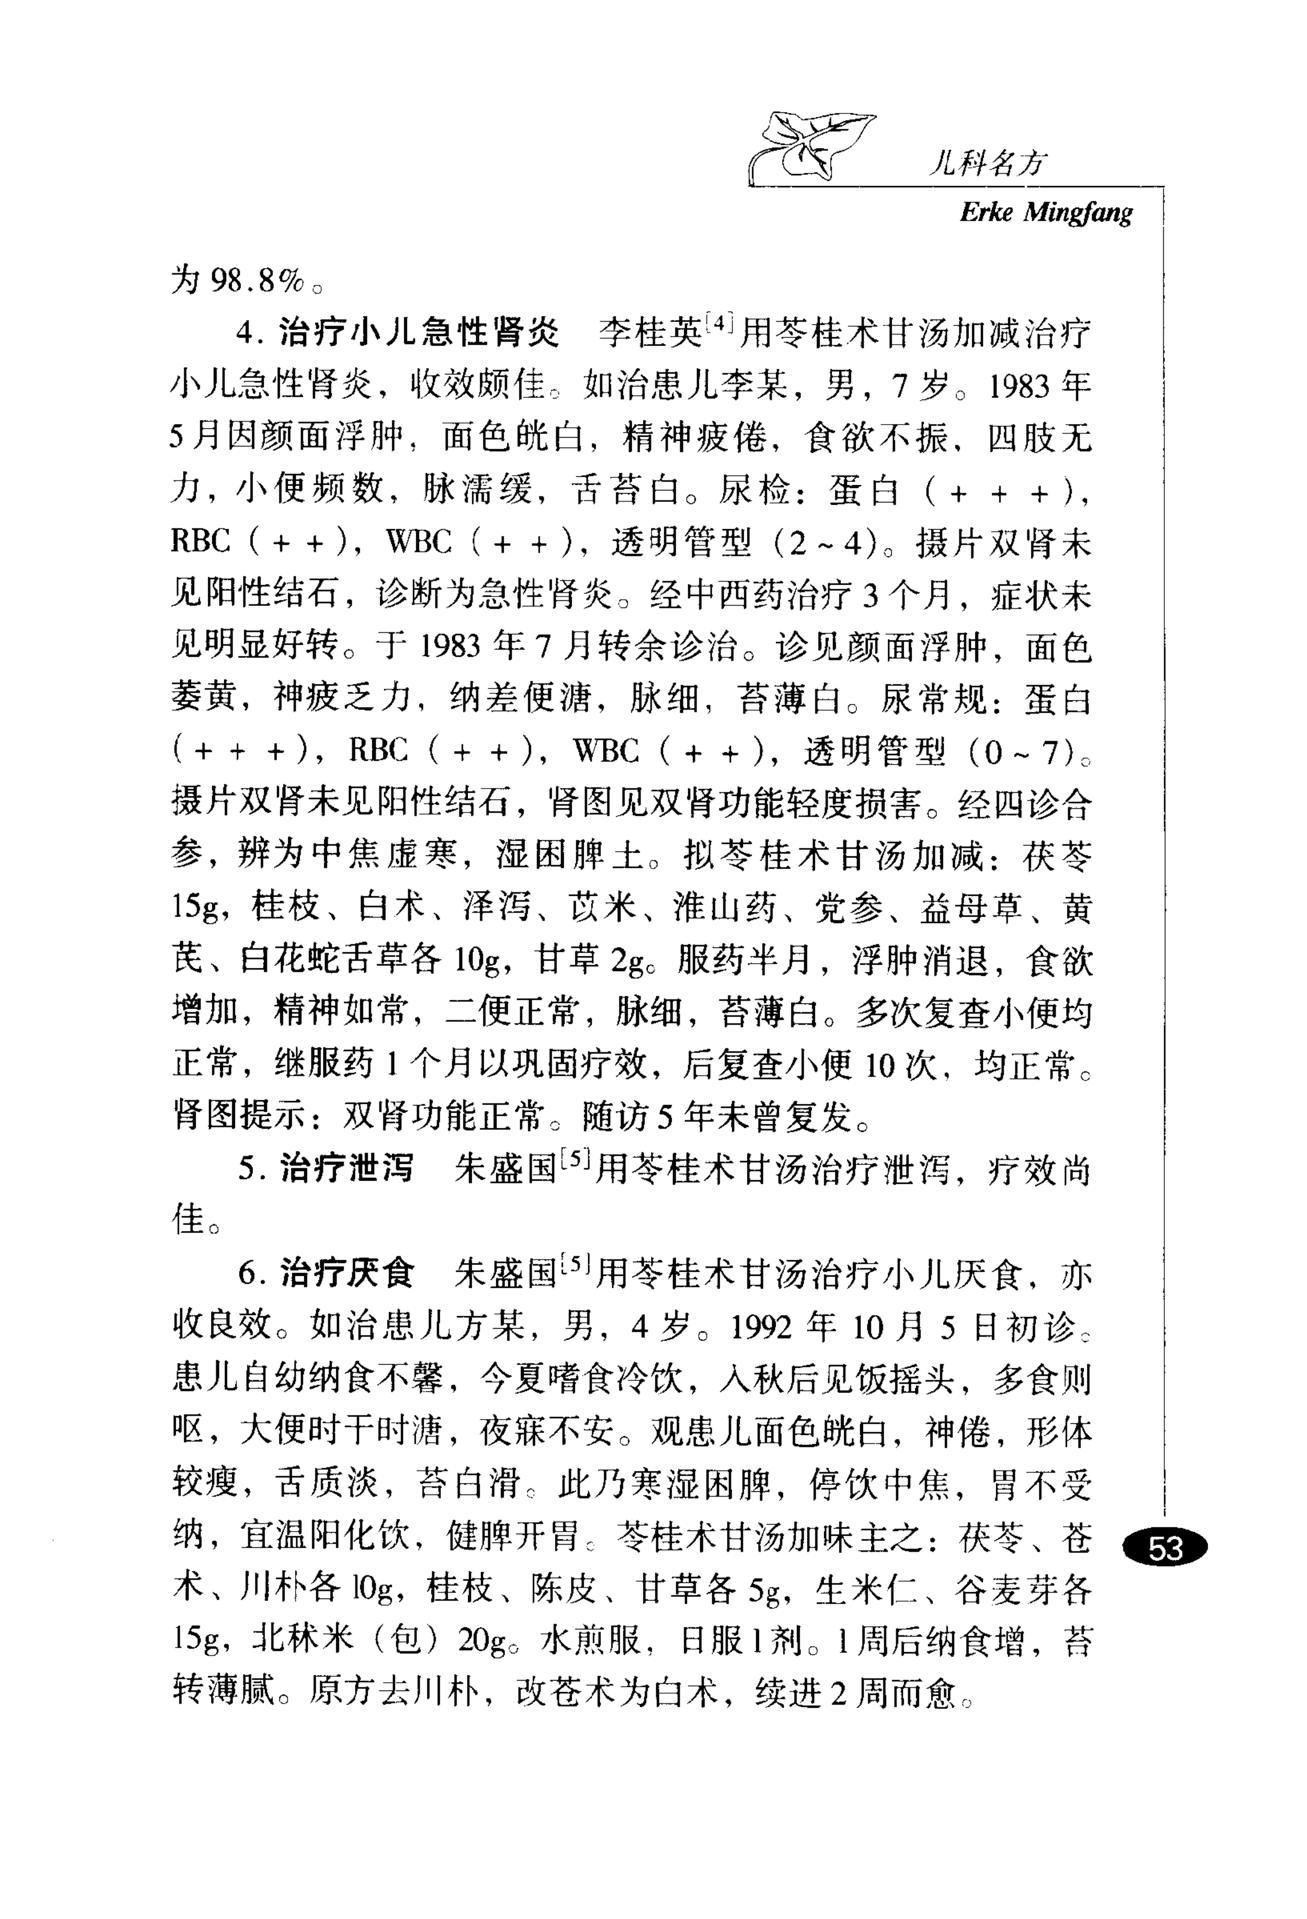 儿科名方
Erke Mingfang
为 98.8%。
4. 治疗小儿急性肾炎 李桂英[4]用苓桂术甘汤加减治疗
小儿急性肾炎，收效颇佳。如治患儿李某，男，7 岁。1983 年
5 月因颜面浮肿，面色㿠白，精神疲倦，食欲不振，四肢无
力，小便频数，脉濡缓，舌苔白。尿检：蛋白（+ + +），
RBC（+ +），WBC（+ +），透明管型（2～4）。摄片双肾未
见阳性结石，诊断为急性肾炎。经中西药治疗 3 个月，症状未
见明显好转。于 1983 年 7 月转余诊治。诊见颜面浮肿，面色
萎黄，神疲乏力，纳差便溏，脉细，苔薄白。尿常规：蛋白
（+ + +），RBC（+ +），WBC（+ +），透明管型（0～7）。
摄片双肾未见阳性结石，肾图见双肾功能轻度损害。经四诊合
参，辨为中焦虚寒，湿困脾土。拟苓桂术甘汤加减：茯苓
15g，桂枝、白术、泽泻、苡米、淮山药、党参、益母草、黄
芪、白花蛇舌草各 10g，甘草 2g。服药半月，浮肿消退，食欲
增加，精神如常，二便正常，脉细，苔薄白。多次复查小便均
正常，继服药 1 个月以巩固疗效，后复查小便 10 次，均正常。
肾图提示：双肾功能正常。随访 5 年未曾复发。
5. 治疗泄泻 朱盛国[5]用苓桂术甘汤治疗泄泻，疗效尚
佳。
6. 治疗厌食 朱盛国[5]用苓桂术甘汤治疗小儿厌食，亦
收良效。如治患儿方某，男，4 岁。1992 年 10 月 5 日初诊。
患儿自幼纳食不馨，今夏嗜食冷饮，入秋后见饭摇头，多食则
呕，大便时干时溏，夜寐不安。观患儿面色㿠白，神倦，形体
较瘦，舌质淡，苔白滑。此乃寒湿困脾，停饮中焦，胃不受
纳，宜温阳化饮，健脾开胃。苓桂术甘汤加味主之：茯苓、苍
术、川朴各 10g，桂枝、陈皮、甘草各 5g，生米仁、谷麦芽各
15g，北秫米（包）20g。水煎服，日服 1 剂。1 周后纳食增，苔
转薄腻。原方去川朴，改苍术为白术，续进 2 周而愈。
53